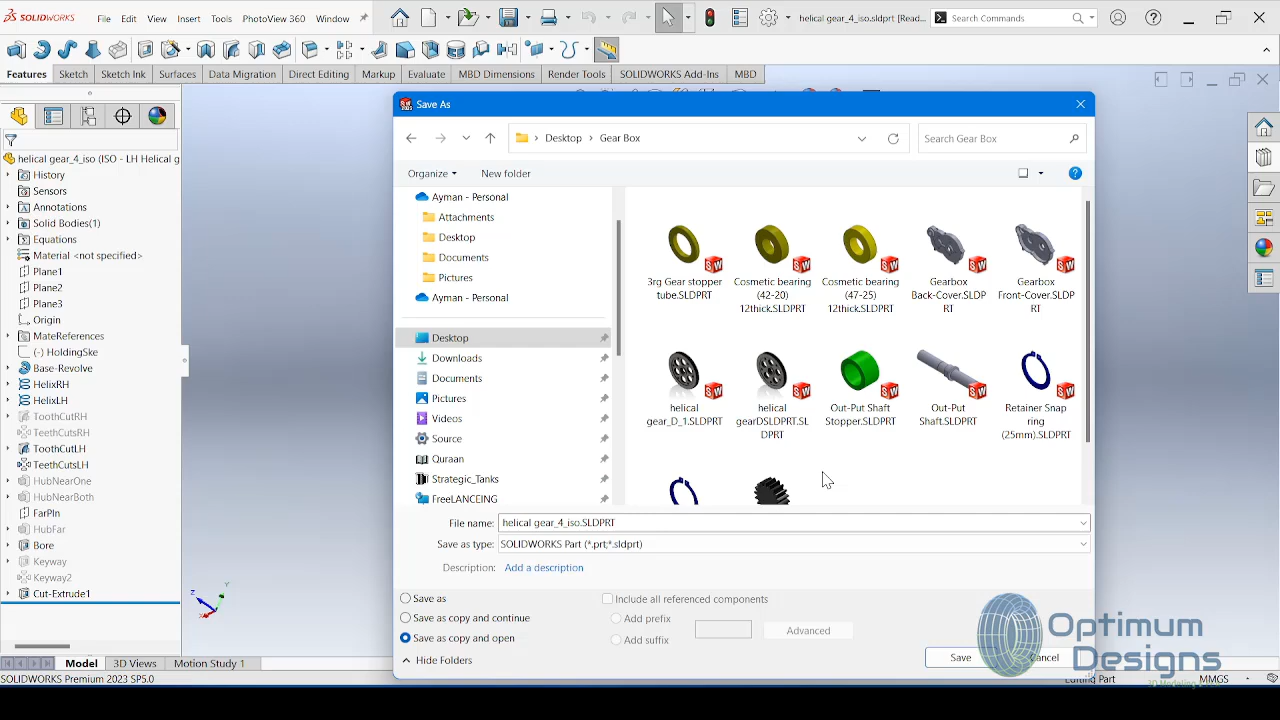 SOLIDWORKS
File Edit View Insert Tools PhotoView 360 Window
helical gear_4_iso.sldprt [Read...
Search Commands
Features Sketch Sketch Ink Surfaces Data Migration Direct Editing Markup Evaluate MBD Dimensions Render Tools SOLIDWORKS Add-Ins MBD
helical gear_4_iso (ISO - LH Helical g
History
Sensors
Annotations
Solid Bodies(1)
Equations
Material <not specified>
Plane1
Plane2
Plane3
Origin
MateReferences
(-) HoldingSke
Base-Revolve
HelixRH
HelixLH
ToothCutRH
TeethCutsRH
ToothCutLH
TeethCutsLH
HubNearOne
HubNearBoth
FarPln
HubFar
Bore
Keyway
Keyway2
Cut-Extrude1
Save As
Desktop > Gear Box
Search Gear Box
Organize New folder
Ayman - Personal
Attachments
Desktop
Documents
Pictures
Ayman - Personal
Desktop
Downloads
Documents
Pictures
Videos
Source
Quraan
Strategic_Tanks
FreeLANCEING
3rg Gear stopper
tube.SLDPRT
Cosmetic bearing
(42-20)
12thick.SLDPRT
Cosmetic bearing
(47-25)
12thick.SLDPRT
Gearbox
Back-Cover.SLDP
RT
Gearbox
Front-Cover.SLDP
RT
helical
gear_D_1.SLDPRT
helical
gearDSLDPRT.SL
DPRT
Out-Put Shaft
Stopper.SLDPRT
Out-Put
Shaft.SLDPRT
Retainer Snap
ring
(25mm).SLDPRT
File name: helical gear_4_iso.SLDPRT
Save as type: SOLIDWORKS Part (*.prt;*.sldprt)
Description: Add a description
Save as
Save as copy and continue
Save as copy and open
Include all referenced components
Add prefix
Add suffix
Advanced
Hide Folders
Save
Cancel
Optimum
Designs
Model 3D Views Motion Study 1
SOLIDWORKS Premium 2023 SP5.0
Editing Part
MMGS